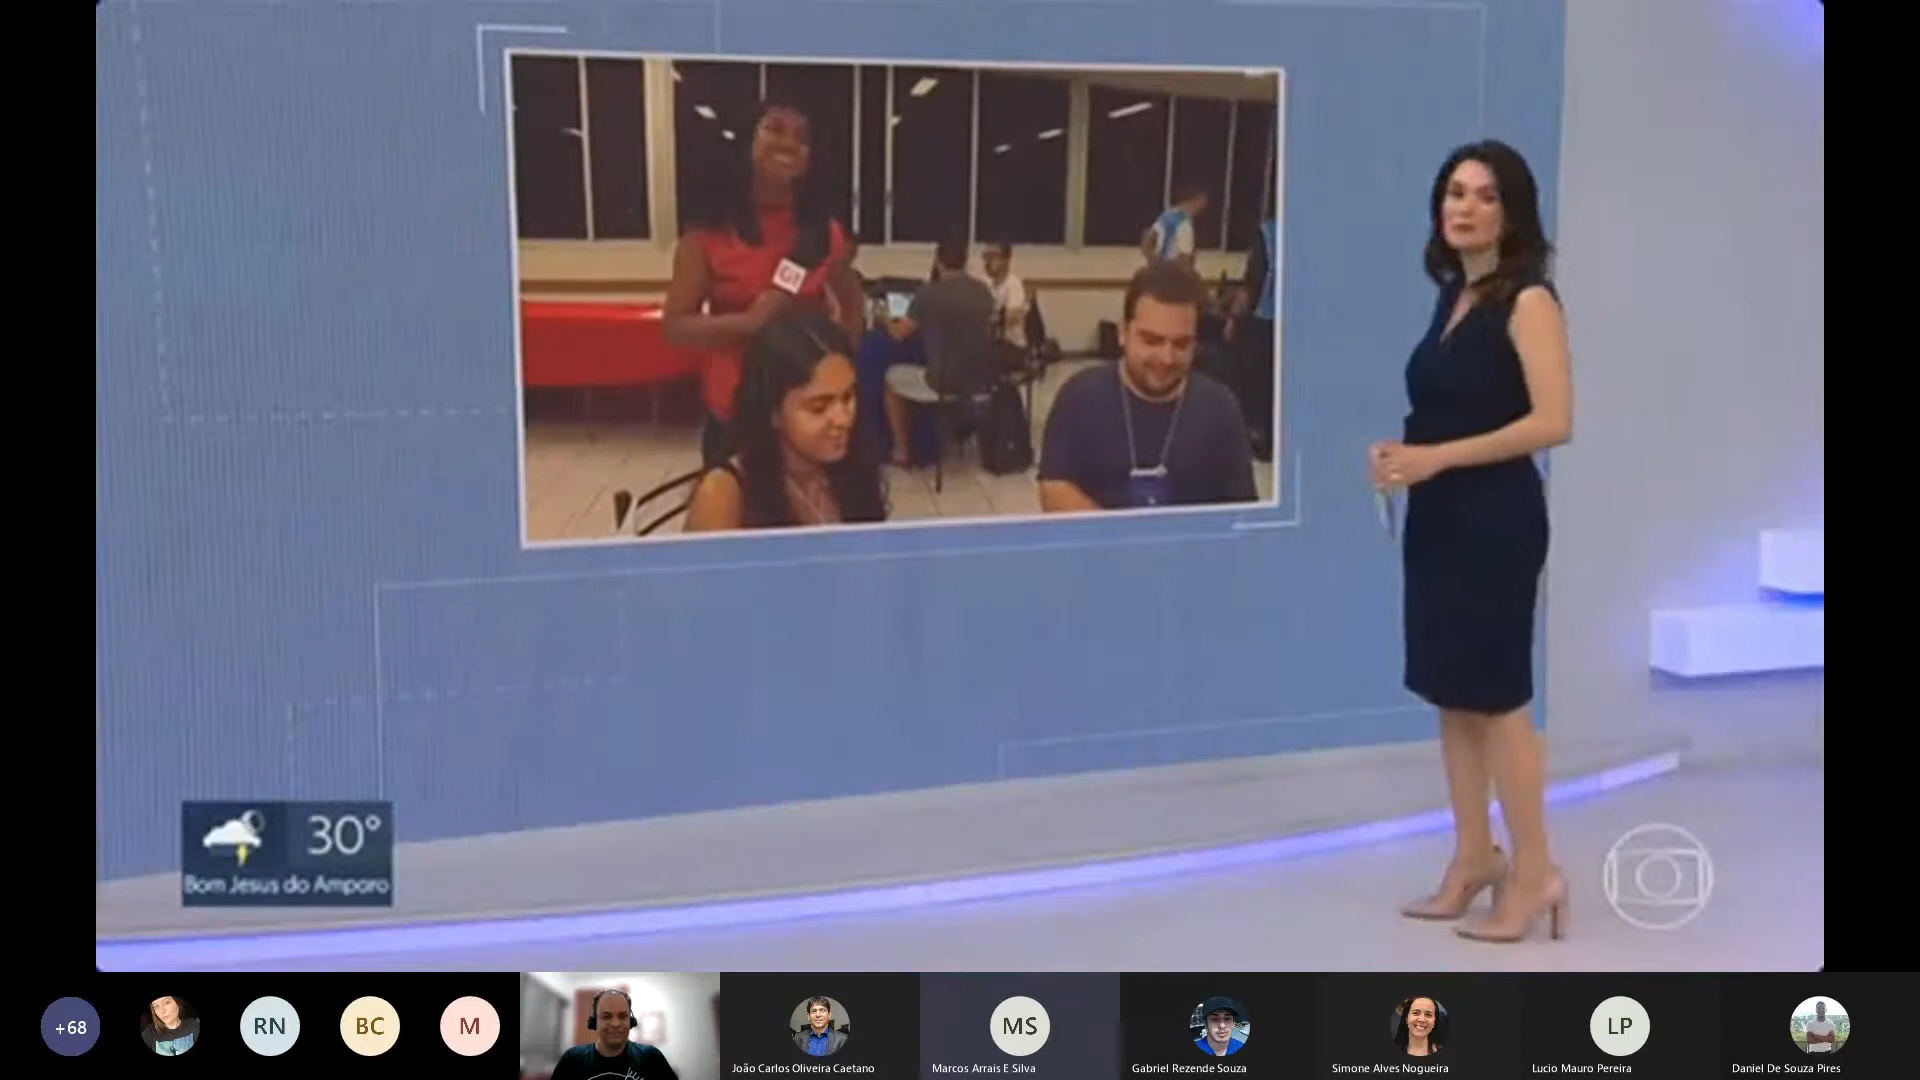 G1
30°
Bom Jesus do Amparo
+68
RN
BC
M
João Carlos Oliveira Caetano
MS
Marcos Arrais E Silva
Gabriel Rezende Souza
Simone Alves Nogueira
LP
Lucio Mauro Pereira
Daniel De Souza Pires